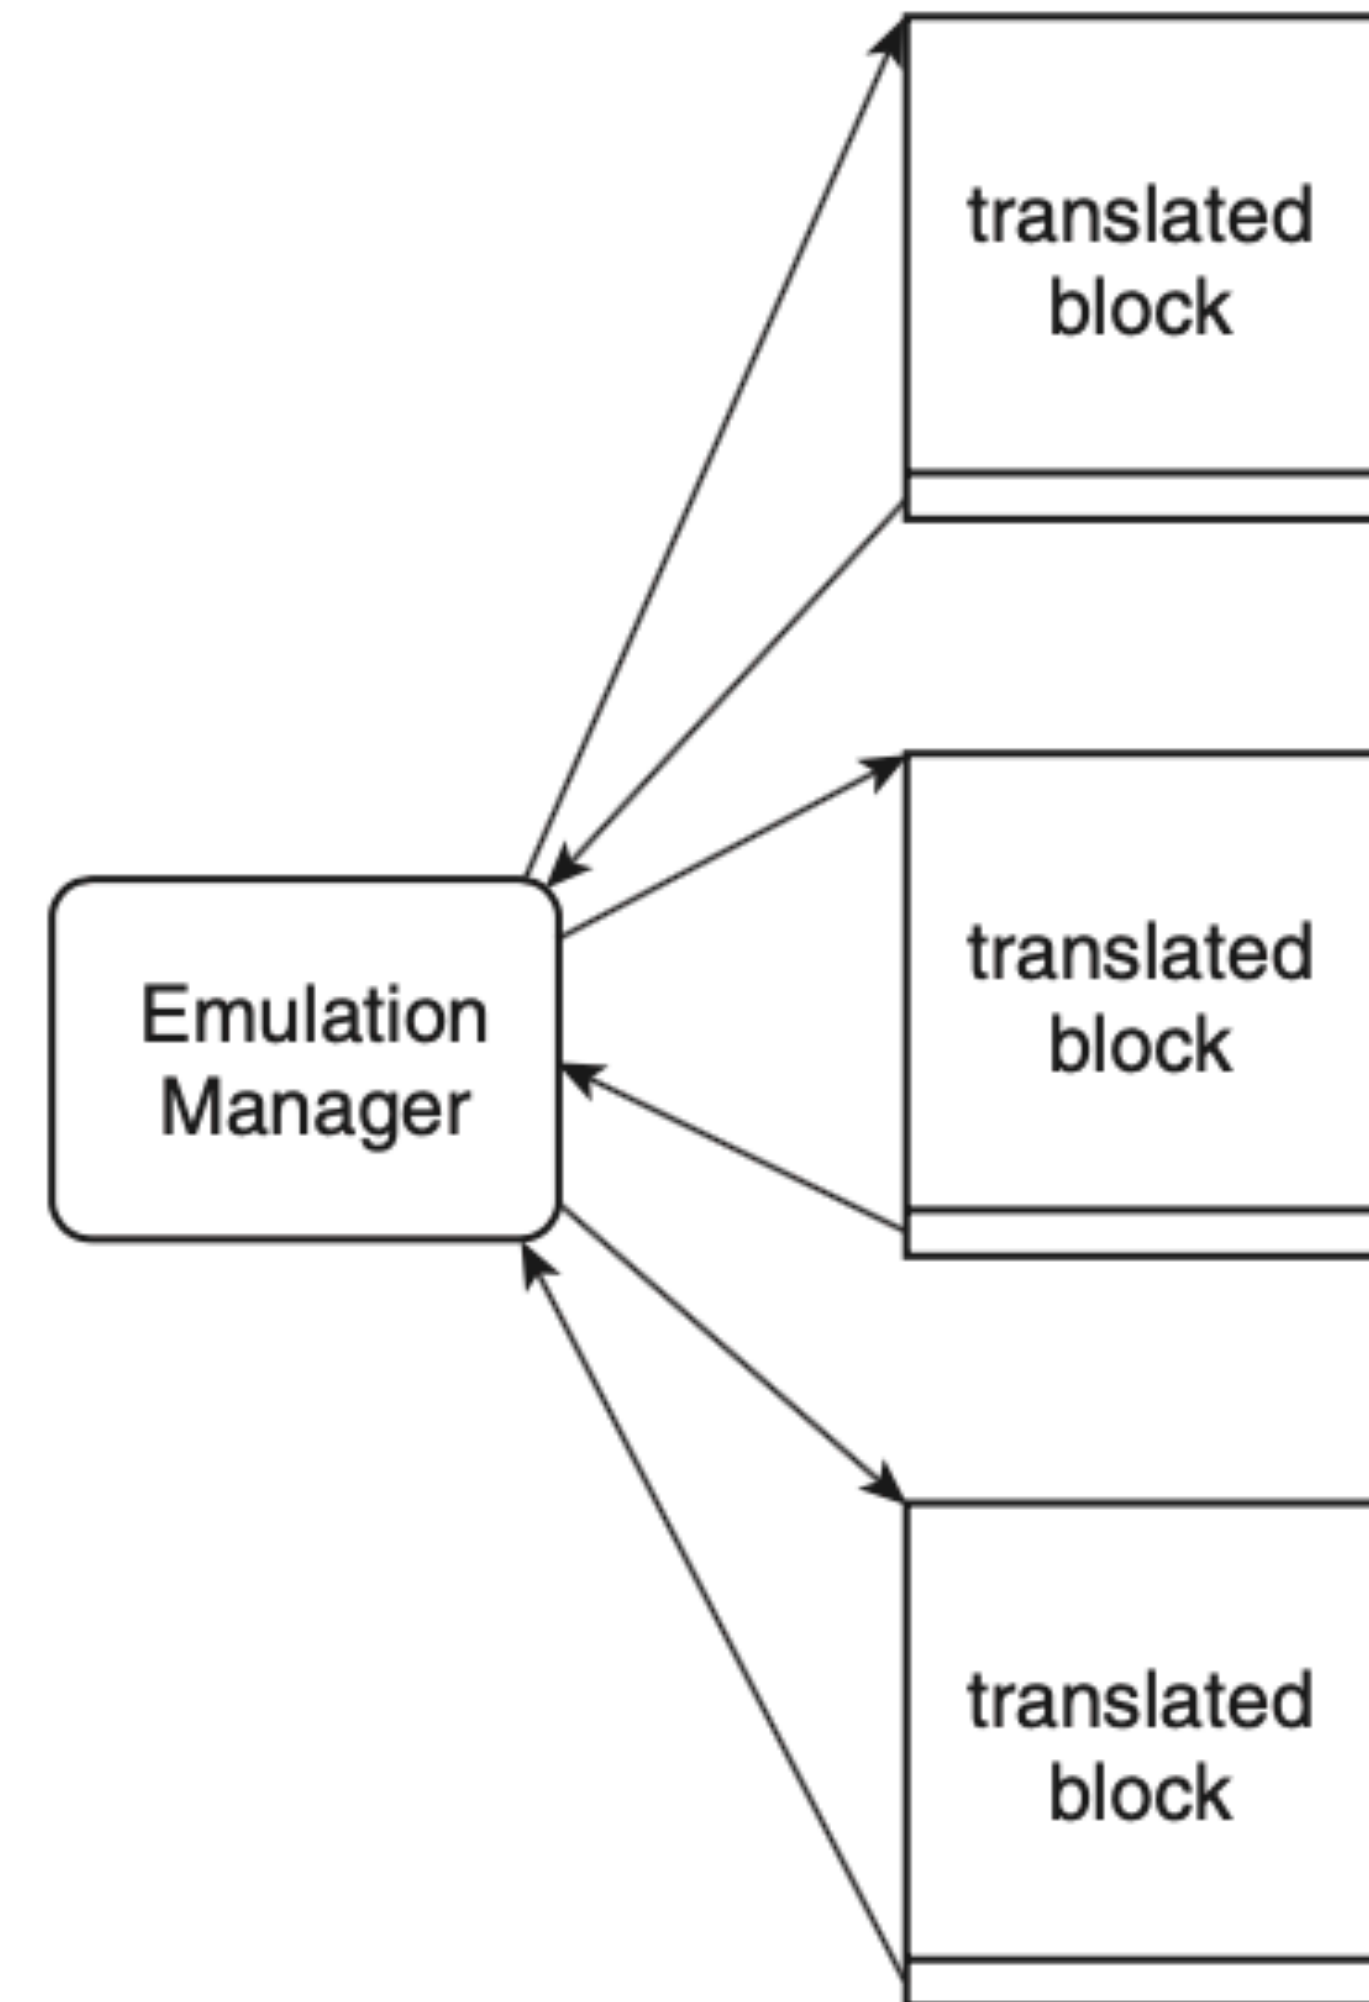 translated
block
translated
block
Emulation
Manager
translated
block